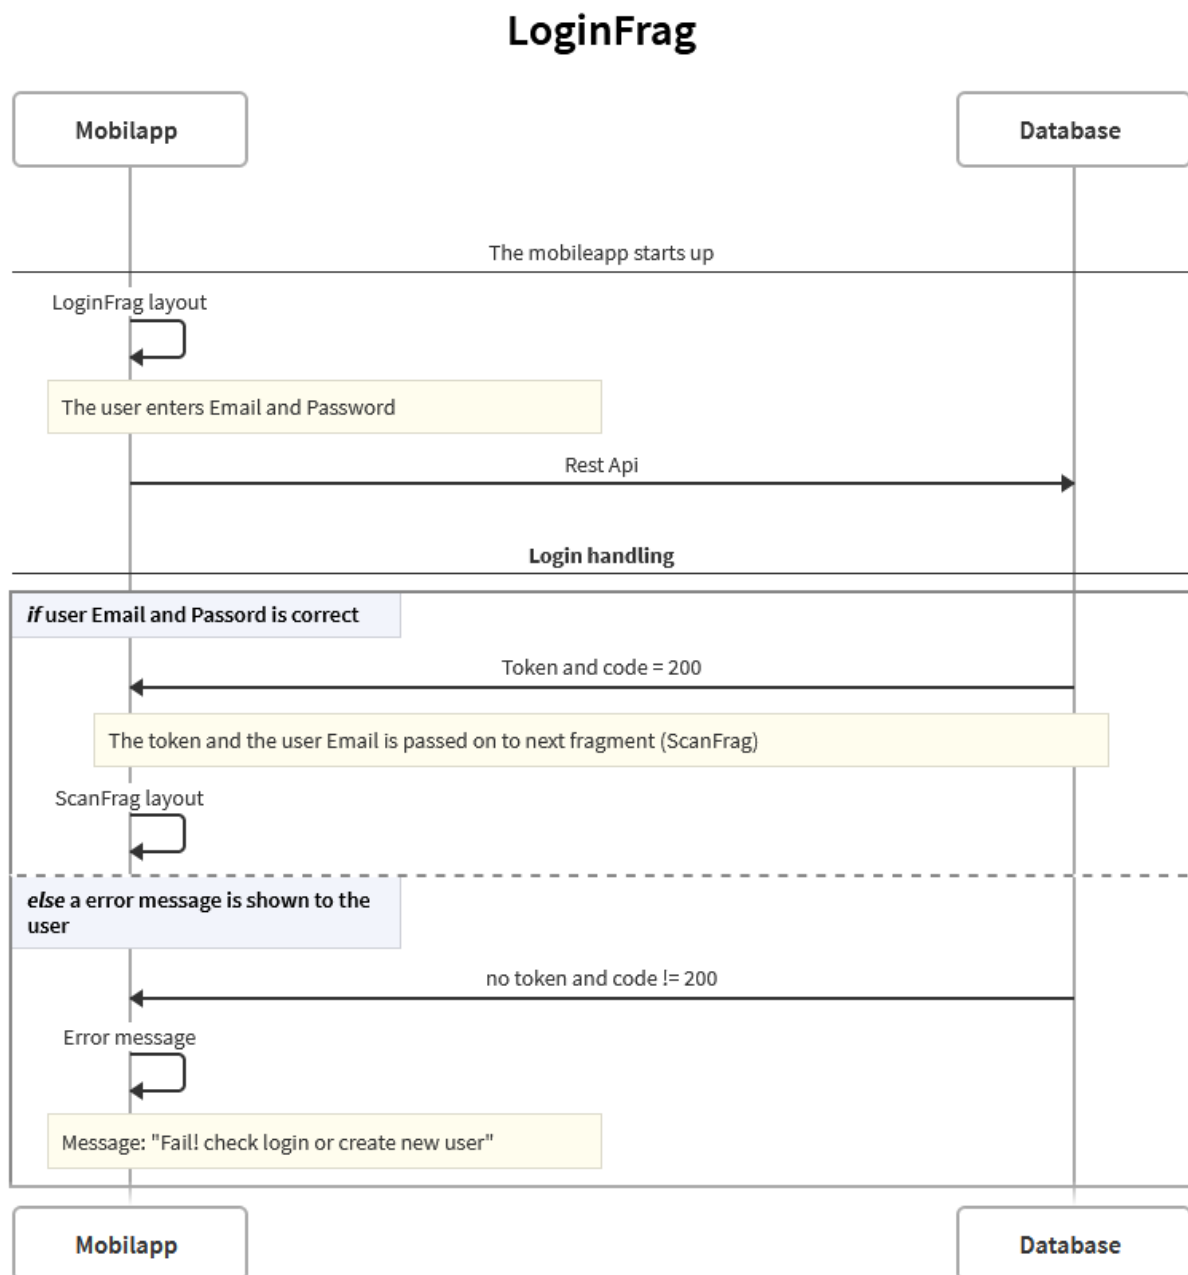 LoginFrag
Mobilapp
Database
The mobileapp starts up
LoginFrag layout
The user enters Email and Password
Rest Api
Login handling
if user Email and Passord is correct
Token and code = 200
The token and the user Email is passed on to next fragment (ScanFrag)
ScanFrag layout
else a error message is shown to the
user
no token and code != 200
Error message
Message: "Fail! check login or create new user"
Mobilapp
Database